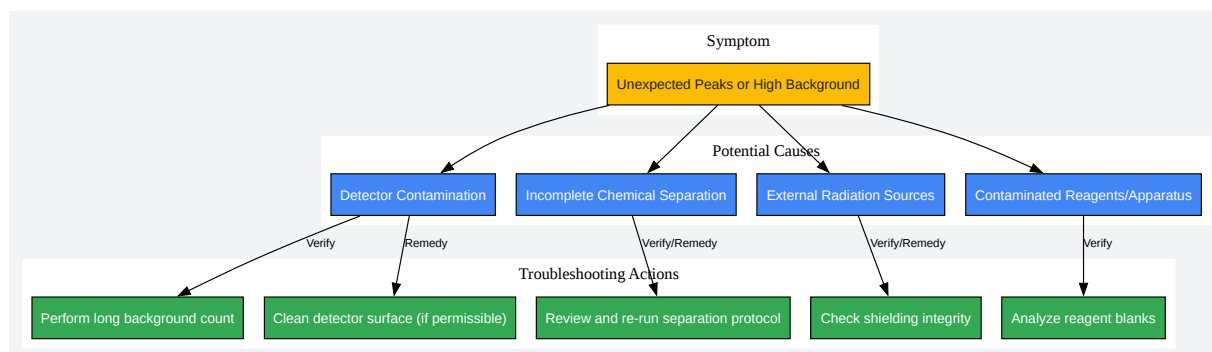 Symptom
Unexpected Peaks or High Background
Potential Causes
Detector Contamination
Incomplete Chemical Separation
External Radiation Sources
Contaminated Reagents/Apparatus
Verify
Remedy
Verify/Remedy
Verify/Remedy
Verify
Troubleshooting Actions
Perform long background count
Clean detector surface (if permissible)
Review and re-run separation protocol
Check shielding integrity
Analyze reagent blanks